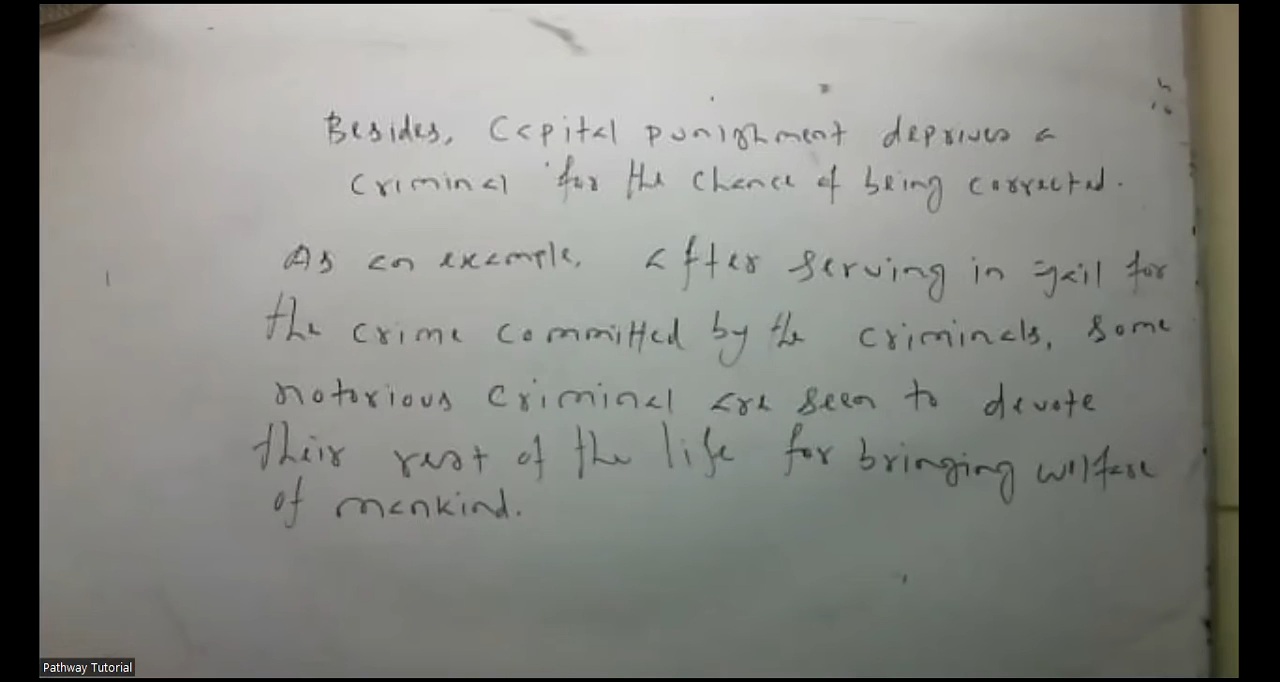 Besides, Capital punishment deprives a
criminal for the chance of being corrected.
As an example, after serving in jail for
the crime committed by the criminals, some
notorious criminal are seen to devote
their rest of the life for bringing welfare
of mankind.
Pathway Tutorial